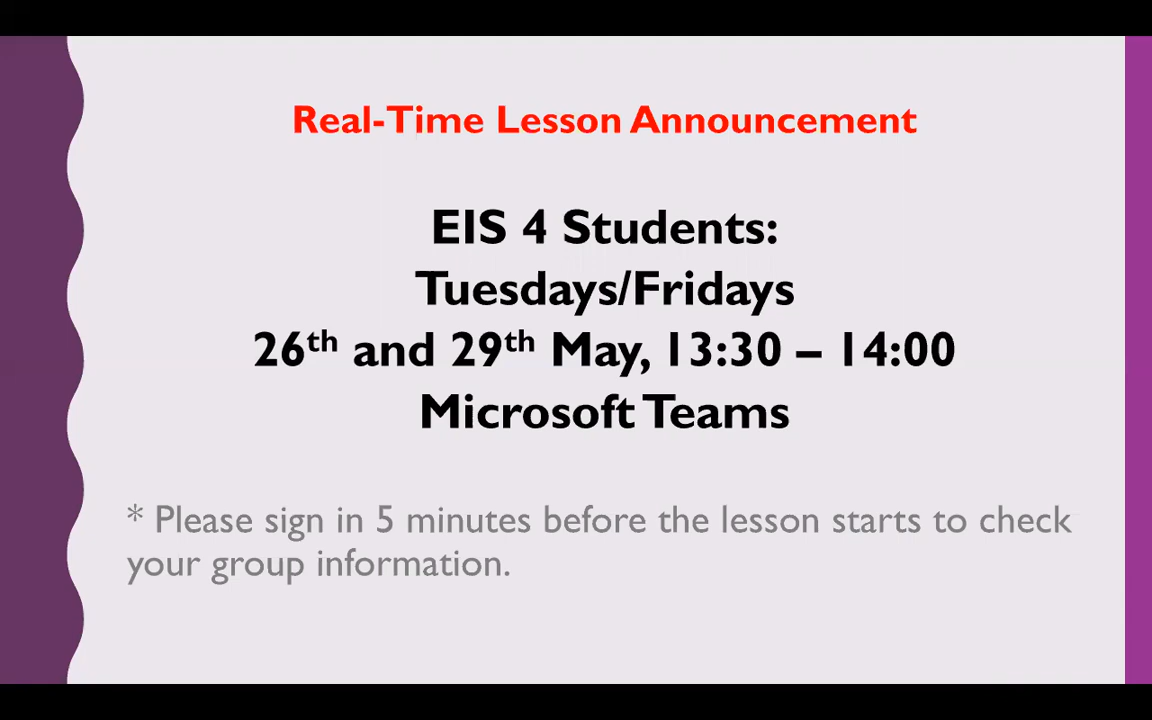 Real-Time Lesson Announcement
EIS 4 Students:
Tuesdays/Fridays
26th and 29th May, 13:30 – 14:00
Microsoft Teams
* Please sign in 5 minutes before the lesson starts to check
your group information.